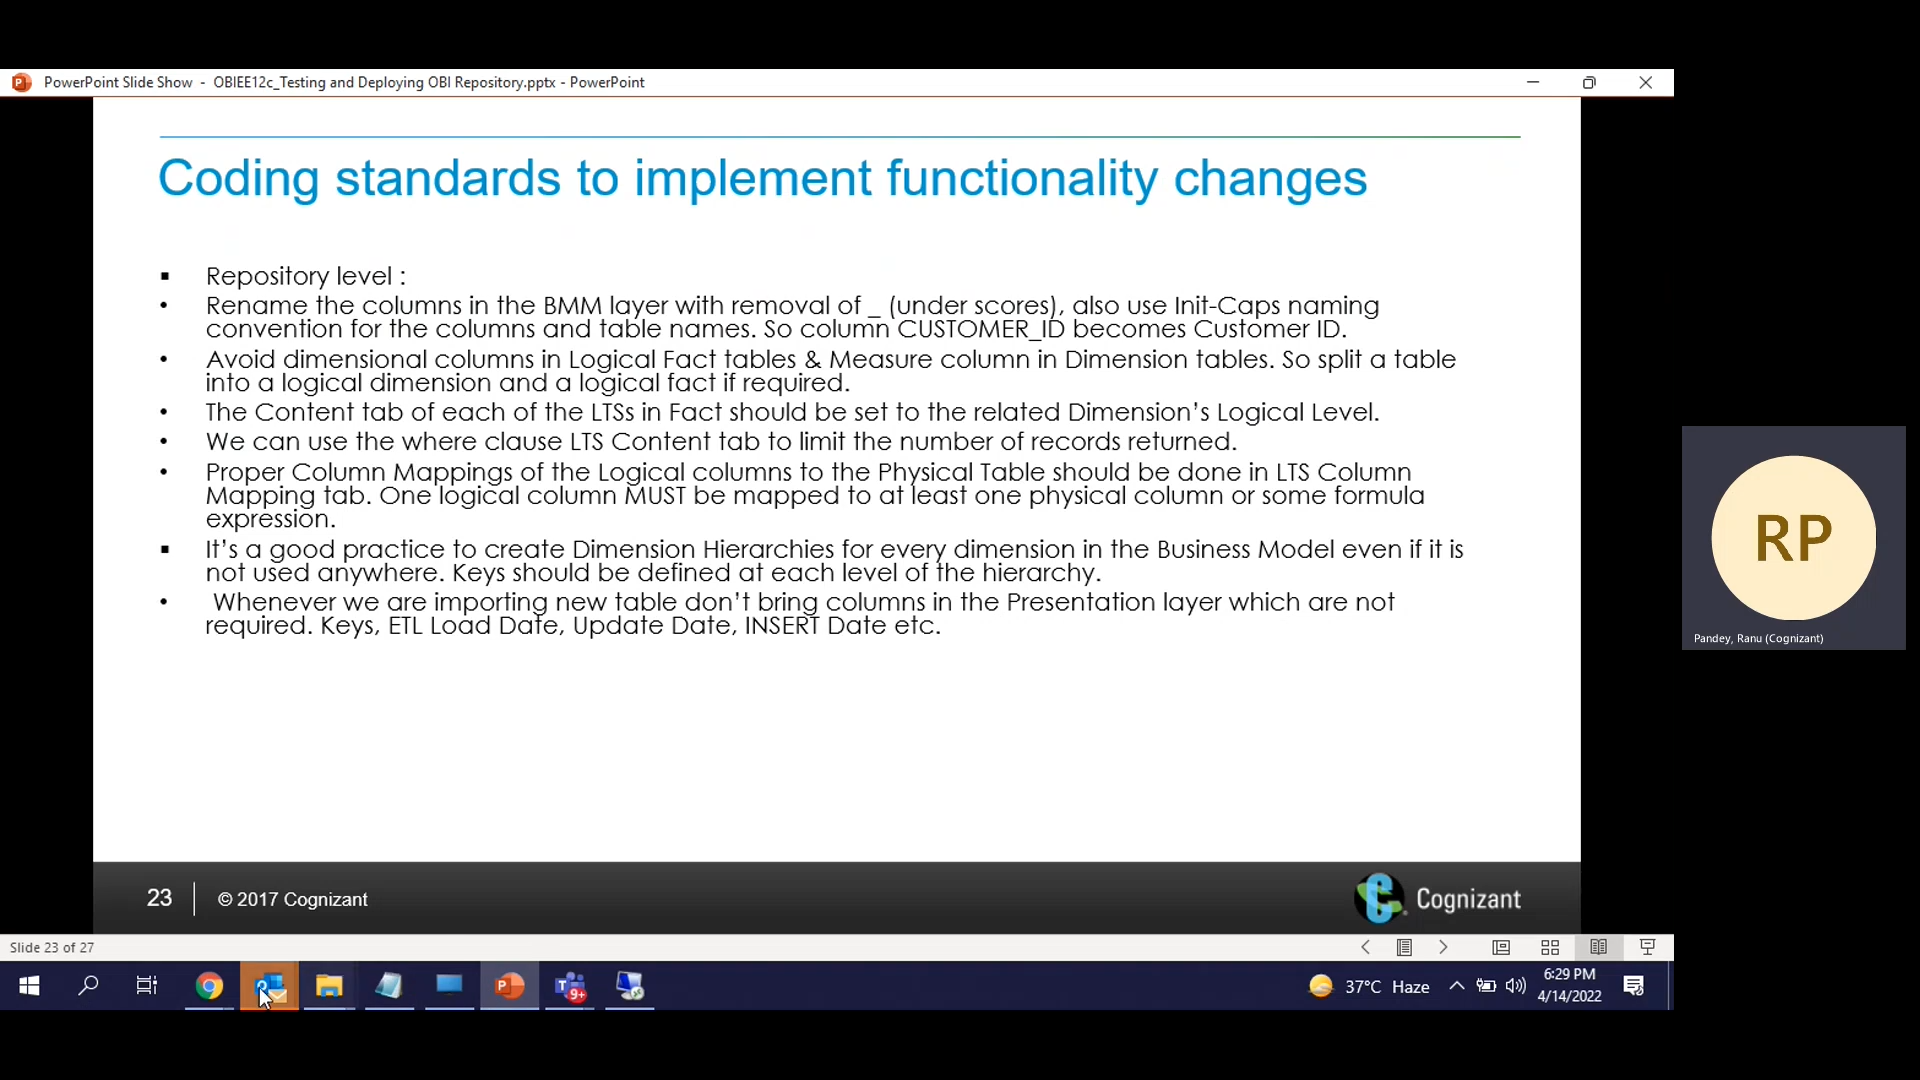 PowerPoint Slide Show - OBIEE12c_Testing and Deploying OBI Repository.pptx - PowerPoint
Coding standards to implement functionality changes
▪ Repository level :
• Rename the columns in the BMM layer with removal of _ (under scores), also use Init-Caps naming
convention for the columns and table names. So column CUSTOMER_ID becomes Customer ID.
• Avoid dimensional columns in Logical Fact tables & Measure column in Dimension tables. So split a table
into a logical dimension and a logical fact if required.
• The Content tab of each of the LTSs in Fact should be set to the related Dimension’s Logical Level.
• We can use the where clause LTS Content tab to limit the number of records returned.
• Proper Column Mappings of the Logical columns to the Physical Table should be done in LTS Column
Mapping tab. One logical column MUST be mapped to at least one physical column or some formula
expression.
▪ It’s a good practice to create Dimension Hierarchies for every dimension in the Business Model even if it is
not used anywhere. Keys should be defined at each level of the hierarchy.
• Whenever we are importing new table don’t bring columns in the Presentation layer which are not
required. Keys, ETL Load Date, Update Date, INSERT Date etc.
RP
Pandey, Ranu (Cognizant)
23 © 2017 Cognizant
Cognizant
Slide 23 of 27
9+
37°C Haze
6:29 PM
4/14/2022